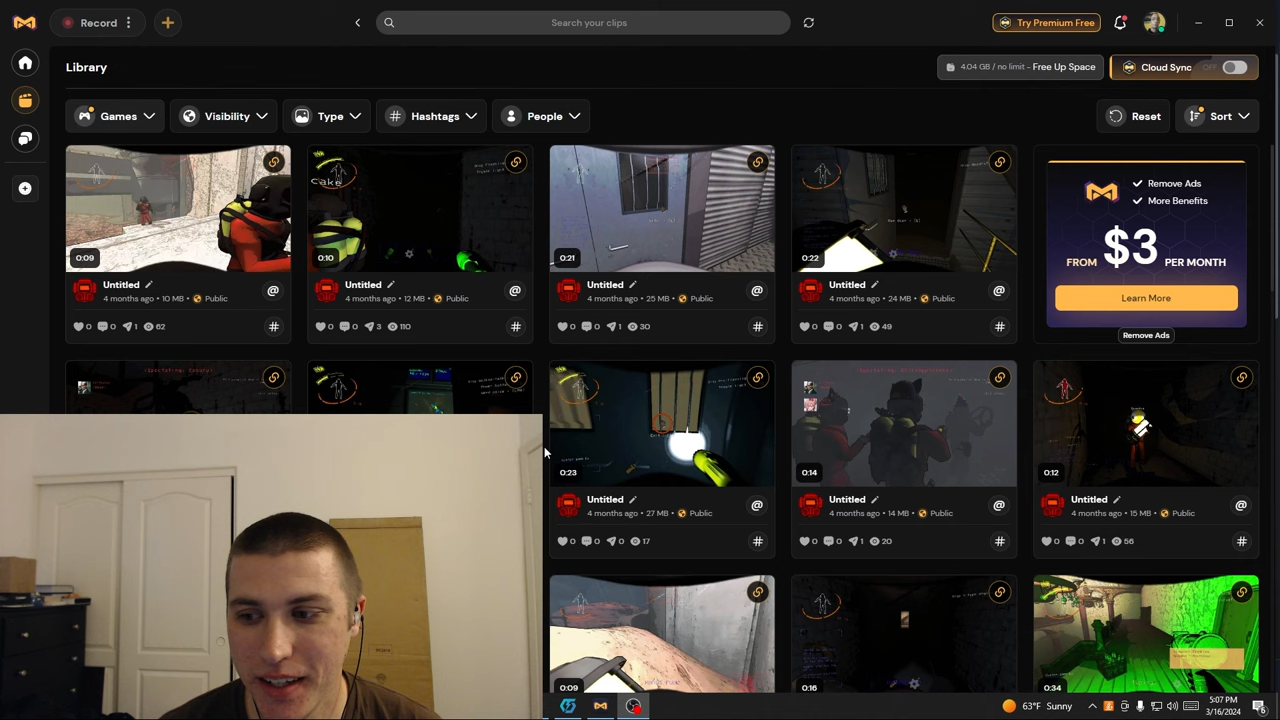 Record
Search your clips
Try Premium Free
Library
4.04 GB / no limit - Free Up Space
Cloud Sync OFF
Games
Visibility
Type
Hashtags
People
Reset
Sort
Cake
0:09
0:10
0:21
0:22
Remove Ads
More Benefits
FROM $3 PER MONTH
Learn More
Remove Ads
Untitled
4 months ago • 10 MB • Public
0 0 1 62
Untitled
4 months ago • 12 MB • Public
0 0 3 110
Untitled
4 months ago • 25 MB • Public
0 0 1 30
Untitled
4 months ago • 24 MB • Public
0 0 1 49
0:23
0:14
0:12
Untitled
4 months ago • 27 MB • Public
0 0 0 17
Untitled
4 months ago • 14 MB • Public
0 0 1 20
Untitled
4 months ago • 15 MB • Public
0 0 1 56
0:09
0:16
0:34
63°F Sunny
5:07 PM
3/16/2024